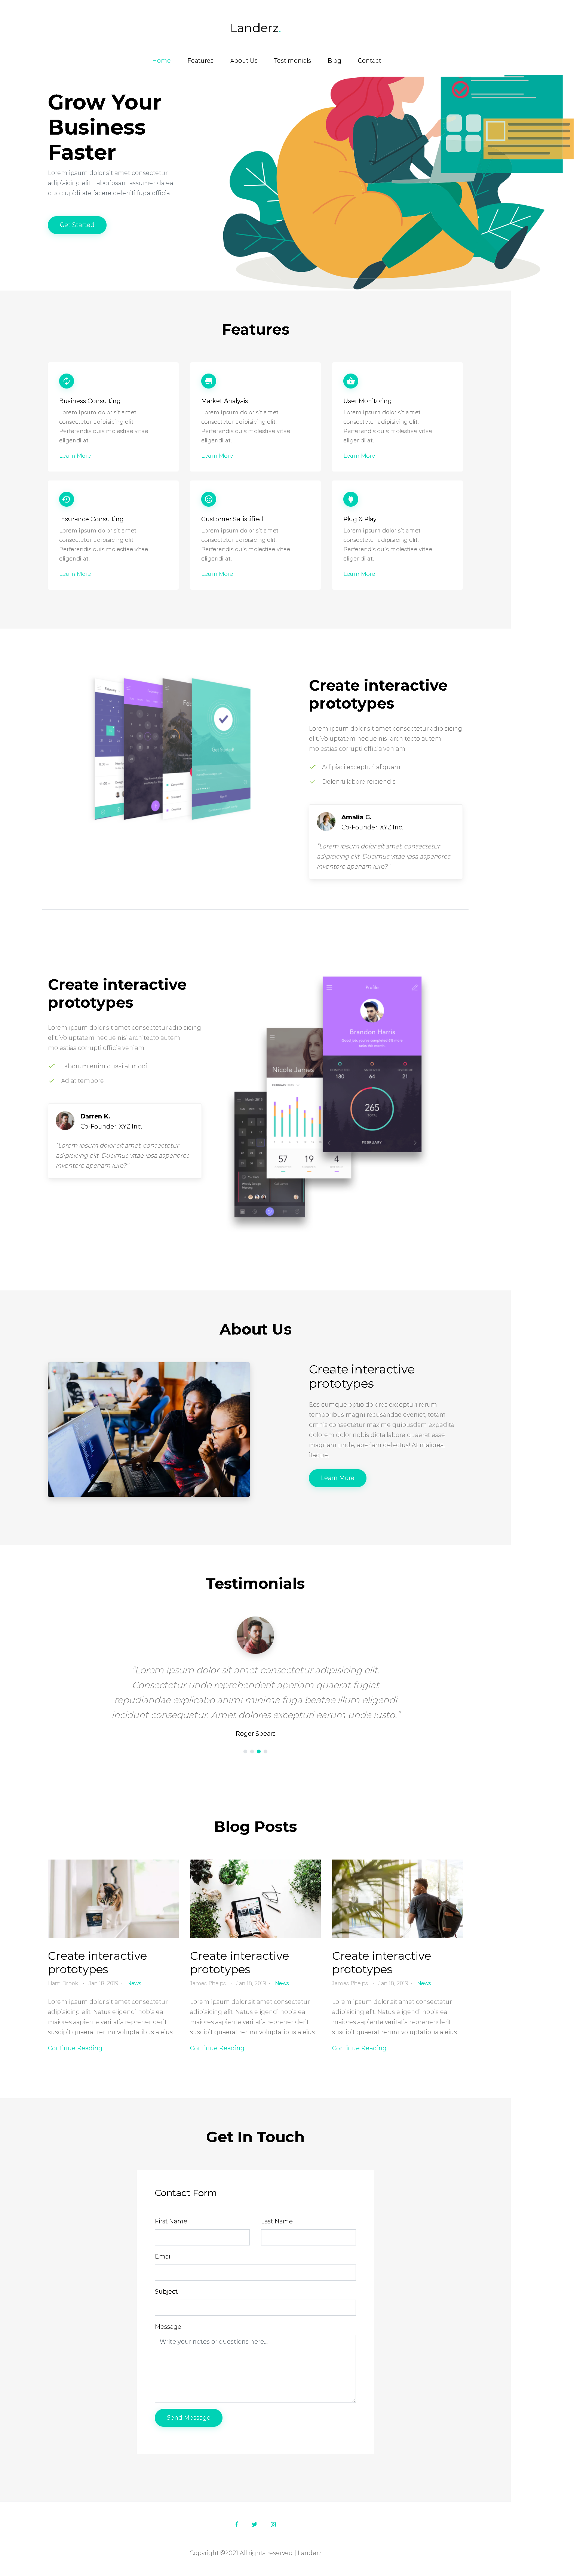 Landerz.
Home Features About Us Testimonials Blog Contact
Grow Your
Business
Faster
Lorem ipsum dolor sit amet consectetur
adipisicing elit. Laboriosam assumenda ea
quo cupiditate facere deleniti fuga officia.
Get Started
Features
Business Consulting
Lorem ipsum dolor sit amet
consectetur adipisicing elit.
Perferendis quis molestiae vitae
eligendi at.
Learn More
Market Analysis
Lorem ipsum dolor sit amet
consectetur adipisicing elit.
Perferendis quis molestiae vitae
eligendi at.
Learn More
User Monitoring
Lorem ipsum dolor sit amet
consectetur adipisicing elit.
Perferendis quis molestiae vitae
eligendi at.
Learn More
Insurance Consulting
Lorem ipsum dolor sit amet
consectetur adipisicing elit.
Perferendis quis molestiae vitae
eligendi at.
Learn More
Customer Satistified
Lorem ipsum dolor sit amet
consectetur adipisicing elit.
Perferendis quis molestiae vitae
eligendi at.
Learn More
Plug & Play
Lorem ipsum dolor sit amet
consectetur adipisicing elit.
Perferendis quis molestiae vitae
eligendi at.
Learn More
Create interactive
prototypes
Lorem ipsum dolor sit amet consectetur adipisicing
elit. Voluptatem neque nisi architecto autem
molestias corrupti officia veniam
Adipisci excepturi aliquam
Deleniti labore reiciendis
Amalia G.
Co-Founder, XYZ Inc.
"Lorem ipsum dolor sit amet, consectetur
adipisicing elit. Ducimus vitae ipsa asperiores
inventore aperiam iure?"
Create interactive
prototypes
Lorem ipsum dolor sit amet consectetur adipisicing
elit. Voluptatem neque nisi architecto autem
molestias corrupti officia veniam
Laborum enim quasi at modi
Ad at tempore
Darren K.
Co-Founder, XYZ Inc.
"Lorem ipsum dolor sit amet, consectetur
adipisicing elit. Ducimus vitae ipsa asperiores
inventore aperiam iure?"
Profile
Brandon Harris
180 64 21
265
FEBRUARY
Nicole James
57 19 4
About Us
Create interactive
prototypes
Eos cumque optio dolores excepturi rerum
temporibus magni recusandae eveniet, totam
omnis consectetur maxime quibusdam expedita
dolorem dolor nobis dicta labore quaerat esse
magnam unde, aperiam delectus! At maiores,
itaque.
Learn More
Testimonials
"Lorem ipsum dolor sit amet consectetur adipisicing elit.
Consectetur unde reprehenderit aperiam quaerat fugiat
repudiandae explicabo animi minima fuga beatae illum eligendi
incidunt consequatur. Amet dolores excepturi earum unde iusto."
Roger Spears
Blog Posts
Create interactive
prototypes
Ham Brook • Jan 18, 2019 • News
Lorem ipsum dolor sit amet consectetur
adipisicing elit. Natus eligendi nobis ea
maiores sapiente veritatis reprehenderit
suscipit quaerat rerum voluptatibus a eius.
Continue Reading...
Create interactive
prototypes
James Phelps • Jan 18, 2019 • News
Lorem ipsum dolor sit amet consectetur
adipisicing elit. Natus eligendi nobis ea
maiores sapiente veritatis reprehenderit
suscipit quaerat rerum voluptatibus a eius.
Continue Reading...
Create interactive
prototypes
James Phelps • Jan 18, 2019 • News
Lorem ipsum dolor sit amet consectetur
adipisicing elit. Natus eligendi nobis ea
maiores sapiente veritatis reprehenderit
suscipit quaerat rerum voluptatibus a eius.
Continue Reading...
Get In Touch
Contact Form
First Name Last Name
Email
Subject
Message
Write your notes or questions here...
Send Message
Copyright ©2021 All rights reserved | Landerz